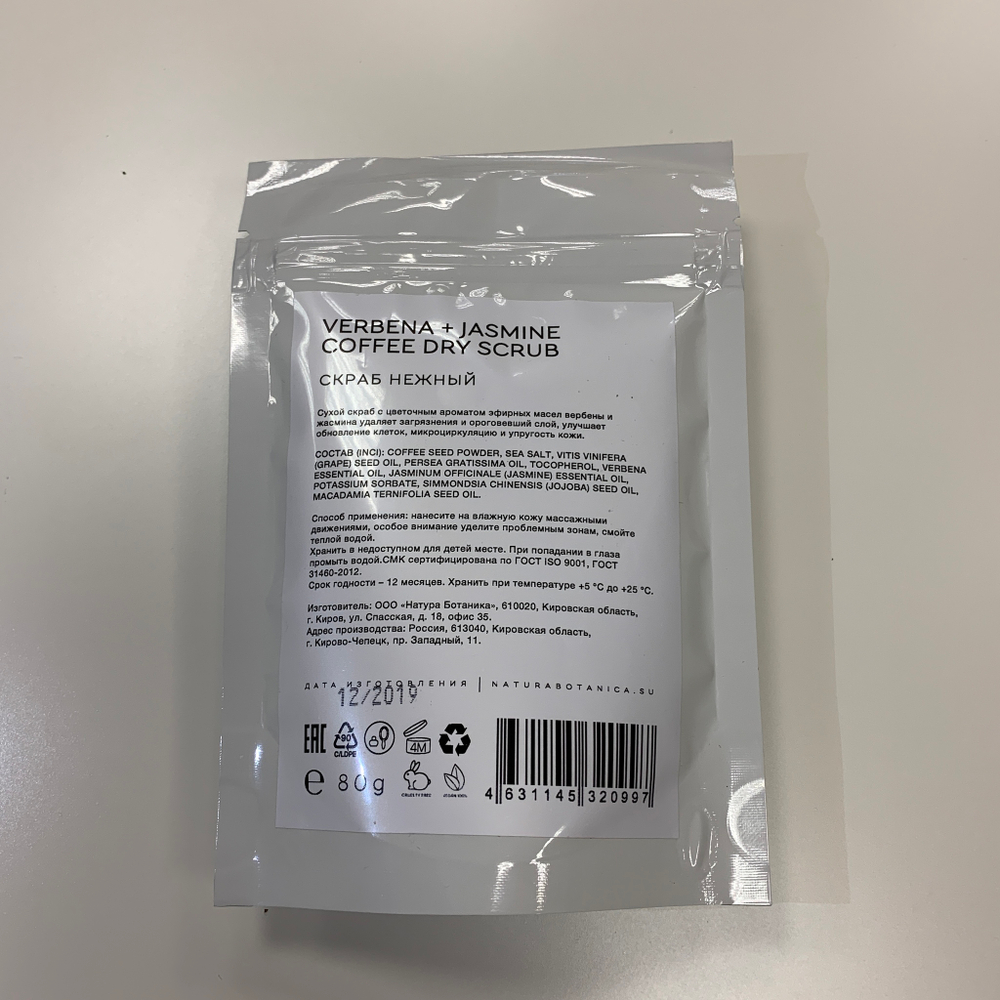 VERBENA + JASMINE
COFFEE DRY SCRUB
СКРАБ НЕЖНЫЙ
Сухой скраб с цветочным ароматом эфирных масел вербены и
жасмина удаляет загрязнения и ороговевший слой, улучшает
обновление клеток, микроциркуляцию и упругость кожи.
СОСТАВ (INCI): COFFEE SEED POWDER, SEA SALT, VITIS VINIFERA
(GRAPE) SEED OIL, PERSEA GRATISSIMA OIL, TOCOPHEROL, VERBENA
ESSENTIAL OIL, JASMINUM OFFICINALE (JASMINE) ESSENTIAL OIL,
POTASSIUM SORBATE, SIMMONDSIA CHINENSIS (JOJOBA) SEED OIL,
MACADAMIA TERNIFOLIA SEED OIL.
Способ применения: нанесите на влажную кожу массажными
движениями, особое внимание уделите проблемным зонам, смойте
теплой водой.
Хранить в недоступном для детей месте. При попадании в глаза
промыть водой.СМК сертифицирована по ГОСТ ISO 9001, ГОСТ
31460-2012.
Срок годности – 12 месяцев. Хранить при температуре +5 °C до +25 °C.
Изготовитель: ООО «Натура Ботаника», 610020, Кировская область,
г. Киров, ул. Спасская, д. 18, офис 35.
Адрес производства: Россия, 613040, Кировская область,
г. Кирово-Чепецк, пр. Западный, 11.
ДАТА ИЗГОТОВЛЕНИЯ | NATURABOTANICA.SU
12/2019
EAC 90 C/LDPE 4M
e 80g CRUELTY FREE VEGAN 100%
4 631145 320997